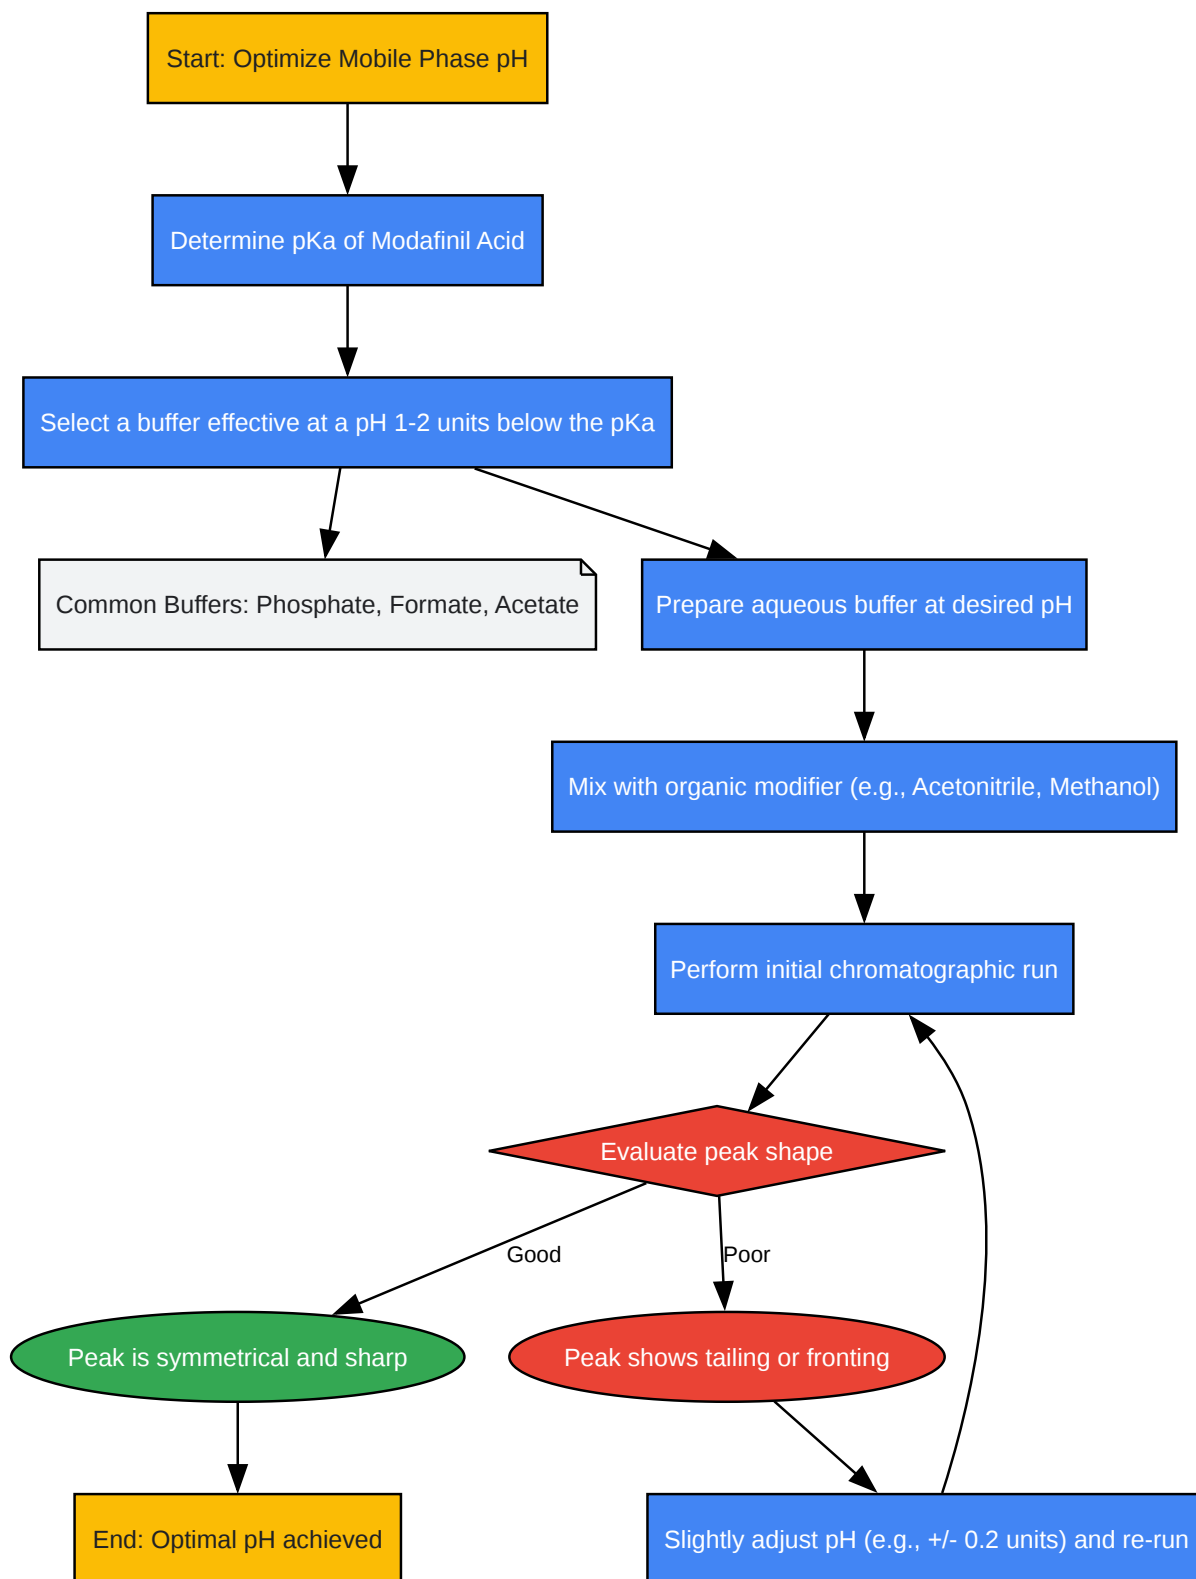 Start: Optimize Mobile Phase pH
Determine pKa of Modafinil Acid
Select a buffer effective at a pH 1-2 units below the pKa
Common Buffers: Phosphate, Formate, Acetate
Prepare aqueous buffer at desired pH
Mix with organic modifier (e.g., Acetonitrile, Methanol)
Perform initial chromatographic run
Evaluate peak shape
Good
Poor
Peak is symmetrical and sharp
Peak shows tailing or fronting
End: Optimal pH achieved
Slightly adjust pH (e.g., +/- 0.2 units) and re-run